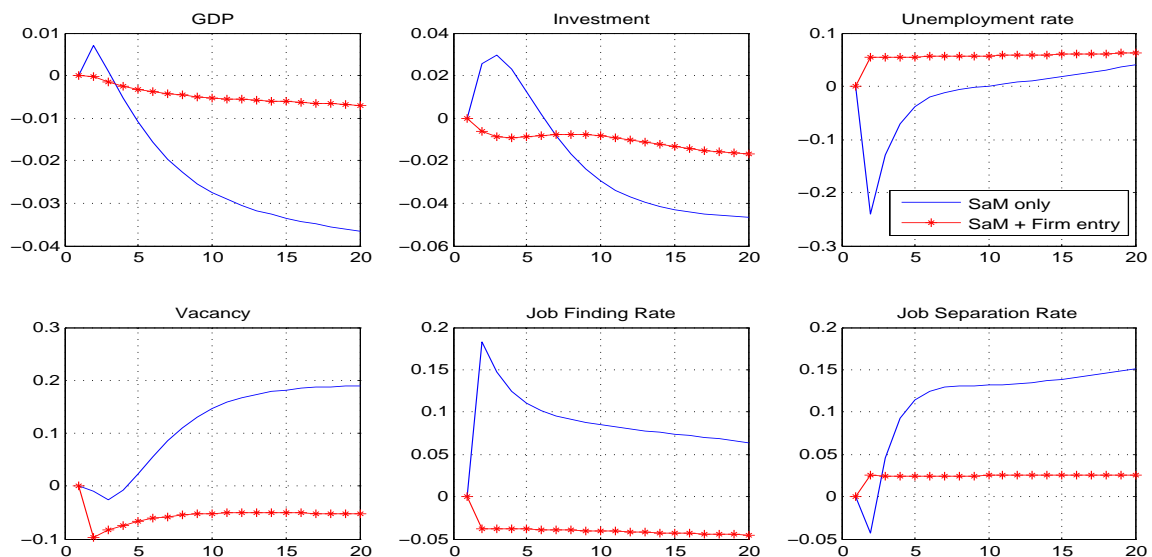 GDP
Investment
Unemployment rate
0.01
0
−0.01
−0.02
−0.03
−0.04
0 5 10 15 20
0.04
0.02
0
−0.02
−0.04
−0.06
0 5 10 15 20
0.1
0
−0.1
−0.2
−0.3
0 5 10 15 20
SaM only
SaM + Firm entry
Vacancy
Job Finding Rate
Job Separation Rate
0.3
0.2
0.1
0
−0.1
0 5 10 15 20
0.2
0.15
0.1
0.05
0
−0.05
0 5 10 15 20
0.2
0.15
0.1
0.05
0
−0.05
0 5 10 15 20